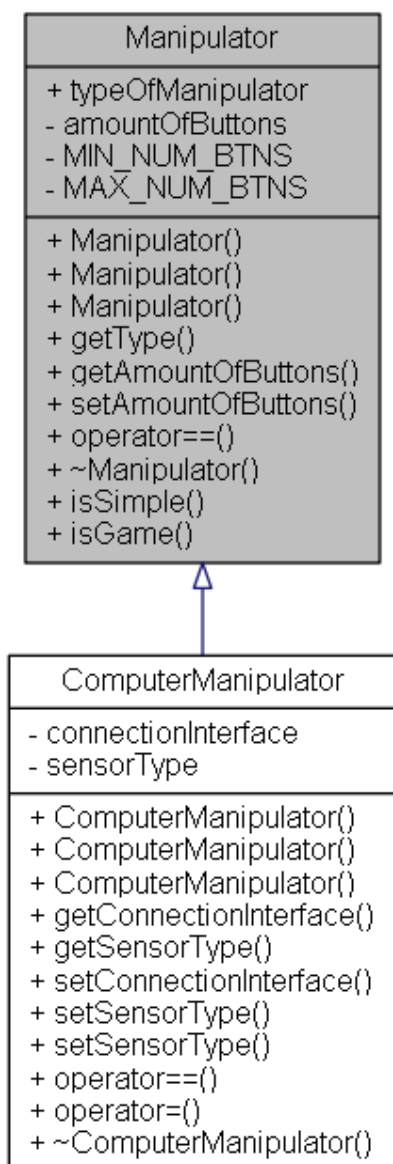 Manipulator
+ typeOfManipulator
- amountOfButtons
- MIN_NUM_BTNS
- MAX_NUM_BTNS
+ Manipulator()
+ Manipulator()
+ Manipulator()
+ getType()
+ getAmountOfButtons()
+ setAmountOfButtons()
+ operator==()
+ ~Manipulator()
+ isSimple()
+ isGame()
ComputerManipulator
- connectionInterface
- sensorType
+ ComputerManipulator()
+ ComputerManipulator()
+ ComputerManipulator()
+ getConnectionInterface()
+ getSensorType()
+ setConnectionInterface()
+ setSensorType()
+ setSensorType()
+ operator==()
+ operator=()
+ ~ComputerManipulator()